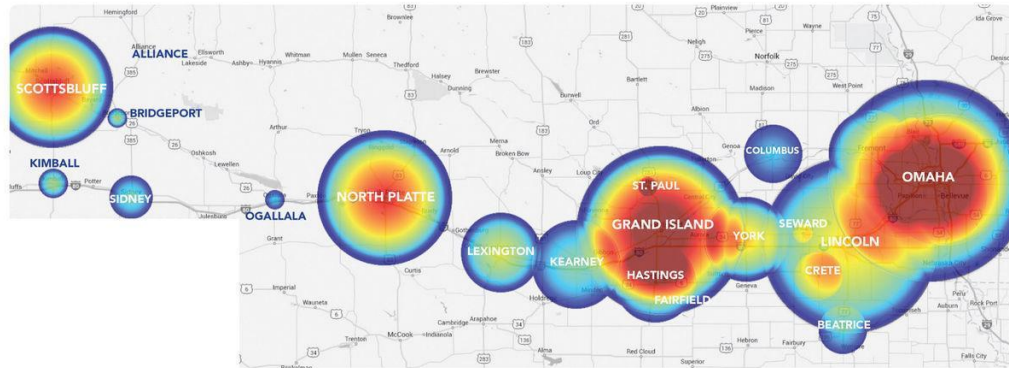 Hemingford
Brownlee
Plainview
Ida Grove
Pierce
Wayne
Alliance
ALLIANCE
Ellsworth
Lakeside
Ashby
Hyannis
Whitman
Mullen
Seneca
Thedford
Halsey
Dunning
Brewster
Neligh
Norfolk
Bartlett
Madison
West Point
Burwell
Albion
SCOTTSBLUFF
BRIDGEPORT
Arthur
Tryon
Arnold
Merna
Broken Bow
Ord
Genoa
COLUMBUS
Oshkosh
Lewellen
Ansley
Loup City
KIMBALL
Potter
SIDNEY
Julesburg
OGALLALA
Paxton
NORTH PLATTE
ST. PAUL
OMAHA
Bellevue
GRAND ISLAND
YORK
SEWARD
LINCOLN
Grant
LEXINGTON
KEARNEY
HASTINGS
CRETE
Curtis
Geneva
FAIRFIELD
Imperial
Wauneta
Holdrege
BEATRICE
Peru
Auburn
Rock Port
McCook
Cambridge
Indianola
Arapahoe
Trenton
Alma
Red Cloud
Superior
Hebron
Fairbury
Falls City